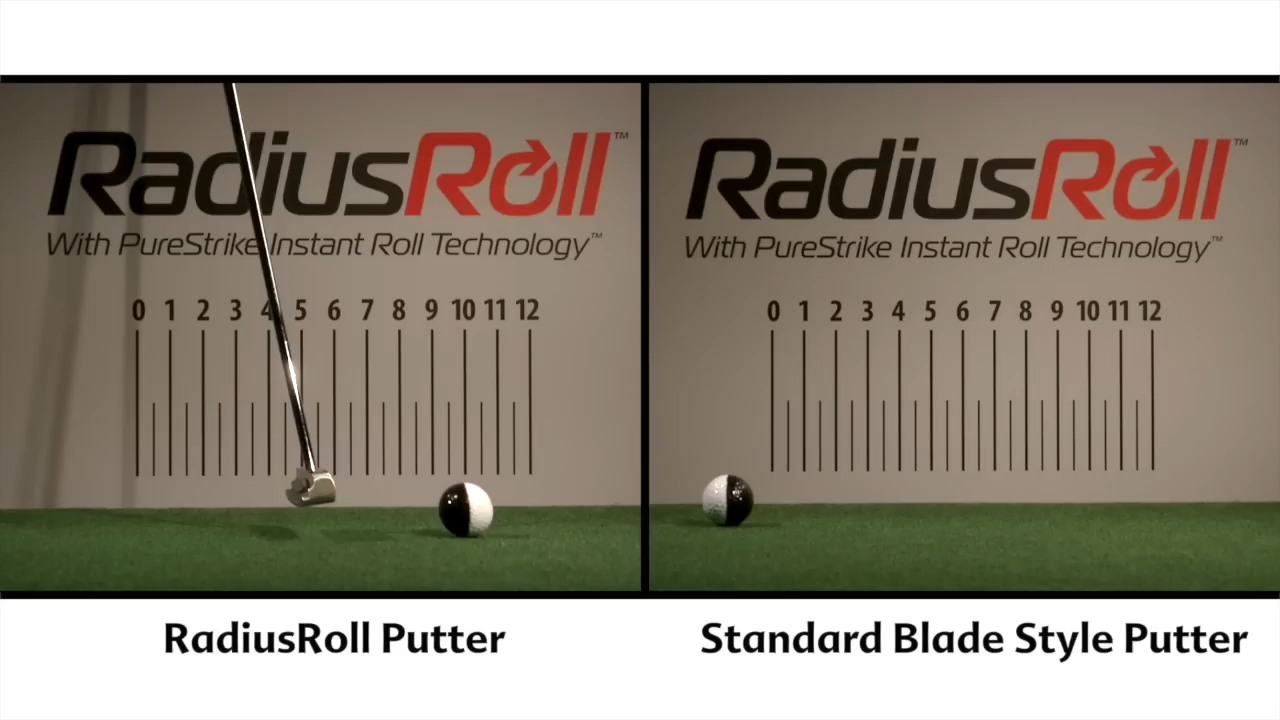 RadiusRoll™
With PureStrike Instant Roll Technology™
0 1 2 3 4 5 6 7 8 9 10 11 12
RadiusRoll™
With PureStrike Instant Roll Technology™
0 1 2 3 4 5 6 7 8 9 10 11 12
RadiusRoll Putter
Standard Blade Style Putter